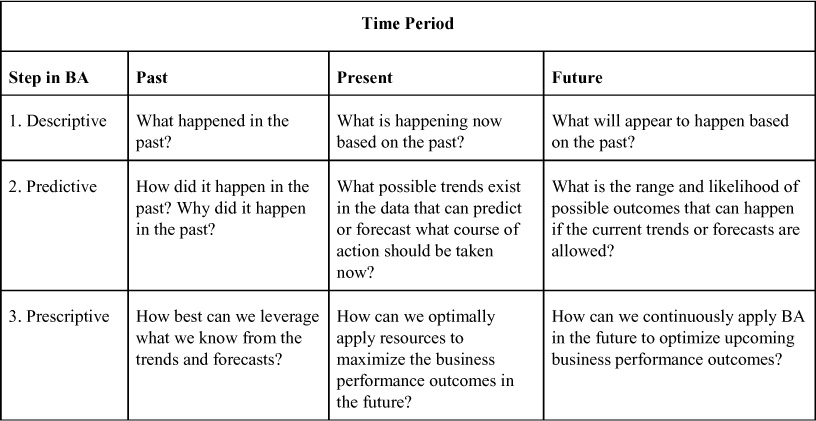 Time Period
Step in BA
Past
Present
Future
1. Descriptive
What happened in the
past?
What is happening now
based on the past?
What will appear to happen based
on the past?
2. Predictive
How did it happen in the
past? Why did it happen
in the past?
What possible trends exist
in the data that can predict
or forecast what course of
action should be taken
now?
What is the range and likelihood of
possible outcomes that can happen
if the current trends or forecasts are
allowed?
3. Prescriptive
How best can we leverage
what we know from the
trends and forecasts?
How can we optimally
apply resources to
maximize the business
performance outcomes in
the future?
How can we continuously apply BA
in the future to optimize upcoming
business performance outcomes?